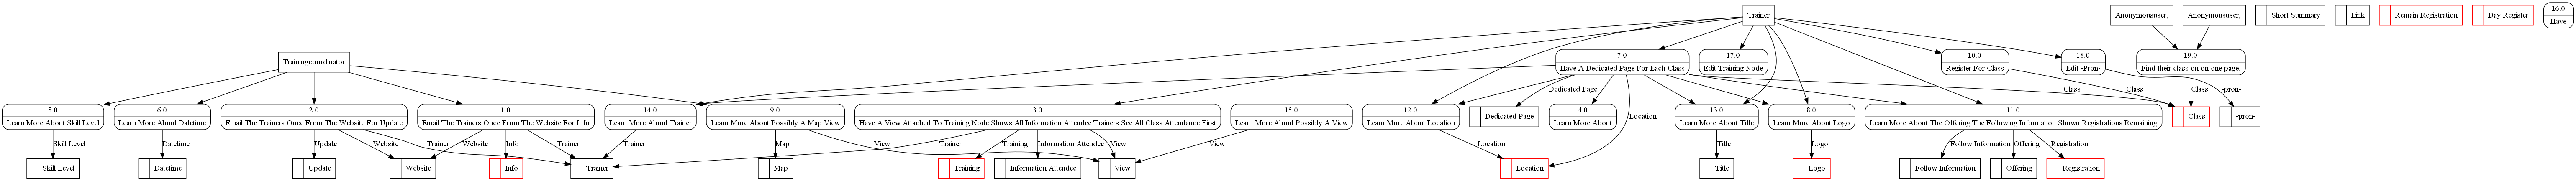 Trainer
Anonymoususer,
Anonymoususer,
Short Summary
Link
Remain Registration
Day Register
16.0
Have
Trainingcoordinator
7.0
Have A Dedicated Page For Each Class
17.0
Edit Training Node
10.0
Register For Class
18.0
Edit -Pron-
19.0
Find their class on on one page.
Dedicated Page
Class
Class
Class
-pron-
5.0
Learn More About Skill Level
6.0
Learn More About Datetime
2.0
Email The Trainers Once From The Website For Update
1.0
Email The Trainers Once From The Website For Info
14.0
Learn More About Trainer
9.0
Learn More About Possibly A Map View
3.0
Have A View Attached To Training Node Shows All Information Attendee Trainers See All Class Attendance First
15.0
Learn More About Possibly A View
12.0
Learn More About Location
Dedicated Page
4.0
Learn More About
13.0
Learn More About Title
8.0
Learn More About Logo
11.0
Learn More About The Offering The Following Information Shown Registrations Remaining
Class
-pron-
Location
Skill Level
Datetime
Update
Website
Trainer
Website
Info
Trainer
Trainer
Map
View
Trainer
Training
Information Attendee
View
View
Location
Title
Logo
Follow Information
Offering
Registration
Skill Level
Datetime
Update
Website
Info
Trainer
Map
Training
Information Attendee
View
Location
Title
Logo
Follow Information
Offering
Registration